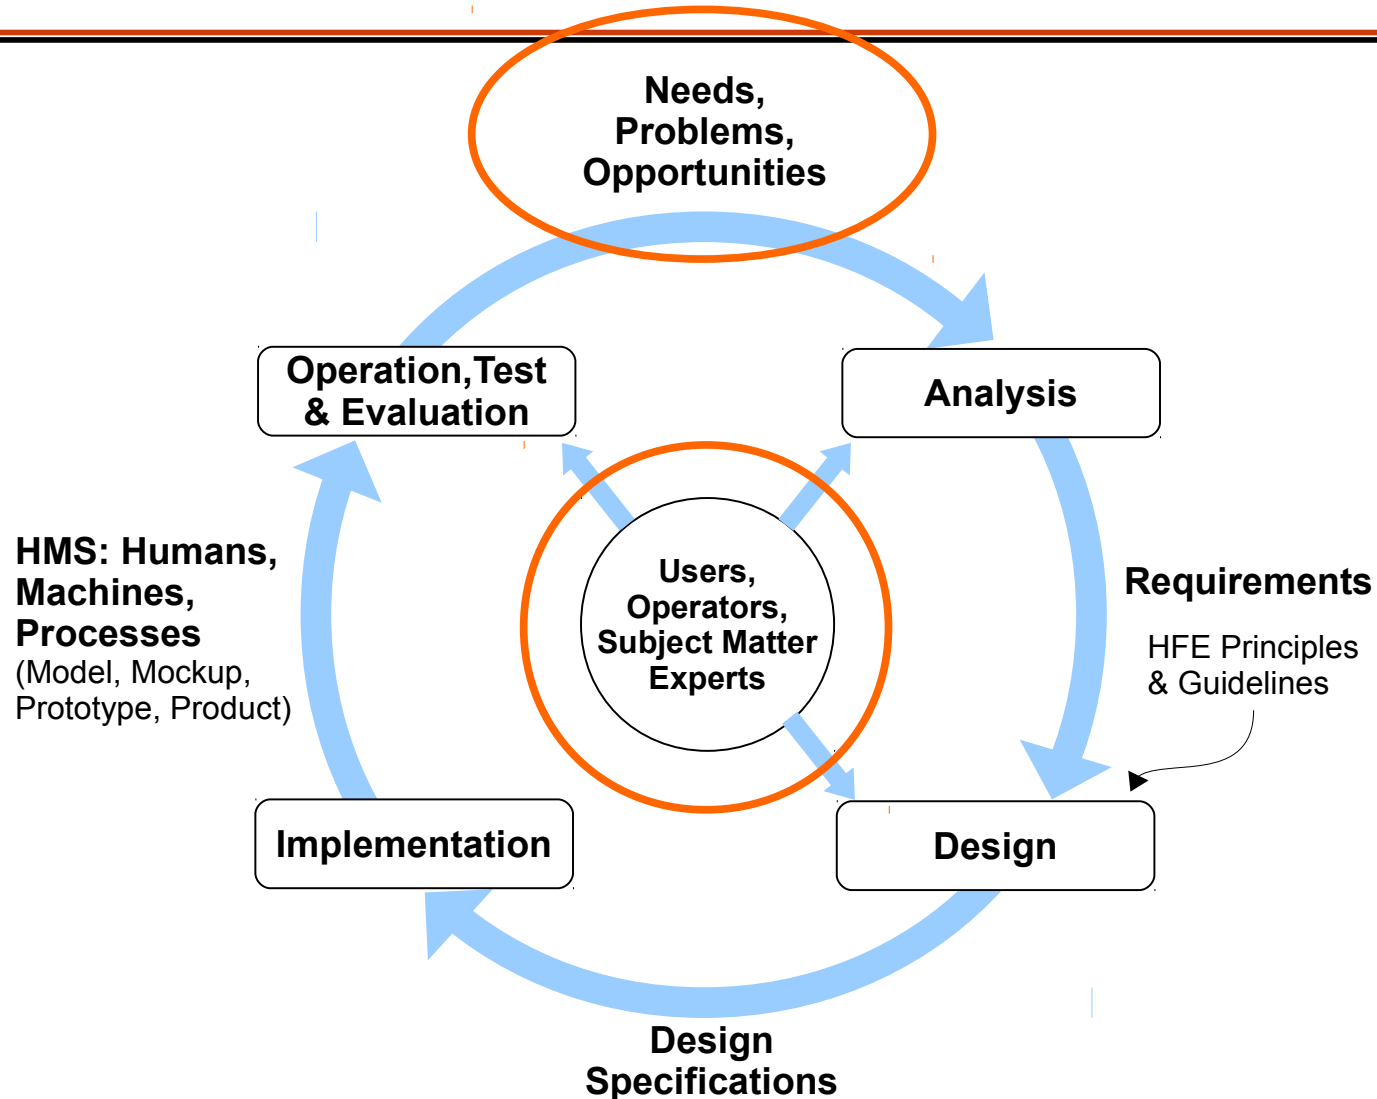 Needs,
Problems,
Opportunities
Operation,Test
& Evaluation
Analysis
HMS: Humans,
Machines,
Processes
(Model, Mockup,
Prototype, Product)
Users,
Operators,
Subject Matter
Experts
Requirements
HFE Principles
& Guidelines
Implementation
Design
Design
Specifications